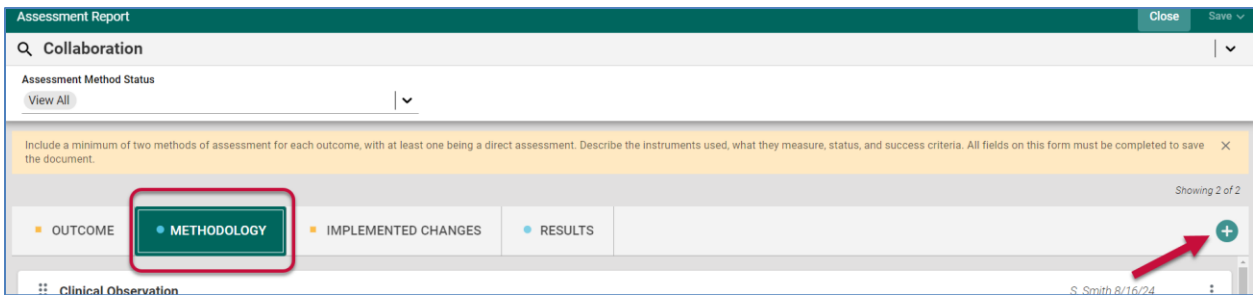 Assessment Report
Close
Save
Collaboration
Assessment Method Status
View All
Include a minimum of two methods of assessment for each outcome, with at least one being a direct assessment. Describe the instruments used, what they measure, status, and success criteria. All fields on this form must be completed to save
the document.
Showing 2 of 2
OUTCOME
METHODOLOGY
IMPLEMENTED CHANGES
RESULTS
Clinical Observation
S. Smith 8/16/24